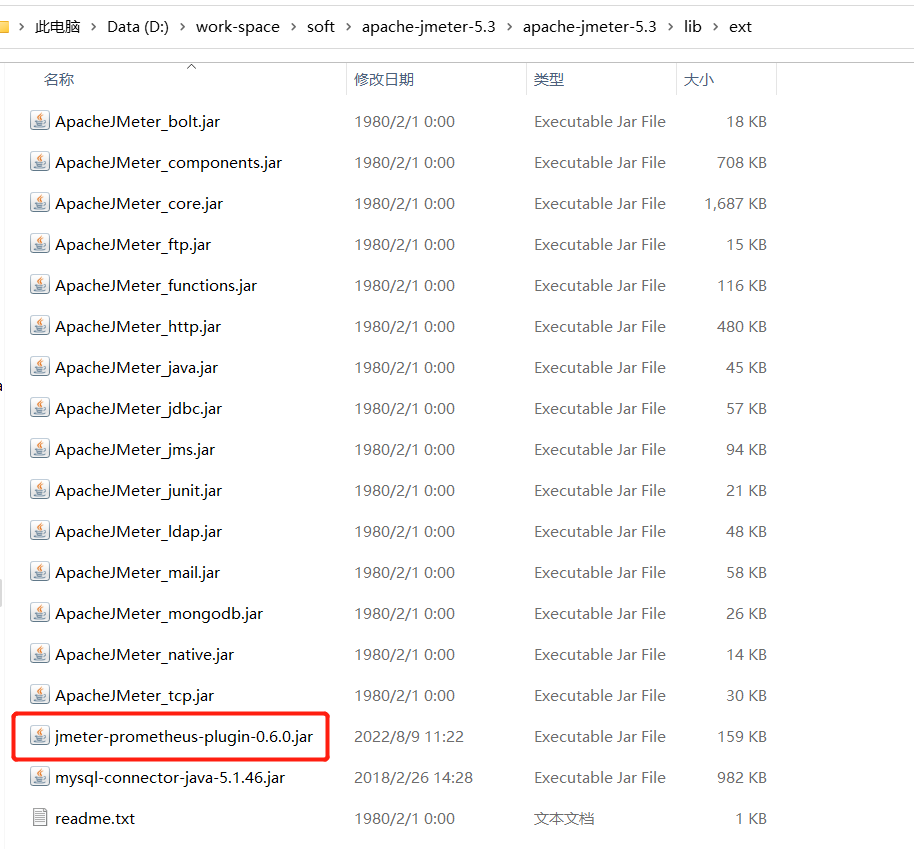 此电脑 > Data (D:) > work-space > soft > apache-jmeter-5.3 > apache-jmeter-5.3 > lib > ext
名称 修改日期 类型 大小
ApacheJMeter_bolt.jar 1980/2/1 0:00 Executable Jar File 18 KB
ApacheJMeter_components.jar 1980/2/1 0:00 Executable Jar File 708 KB
ApacheJMeter_core.jar 1980/2/1 0:00 Executable Jar File 1,687 KB
ApacheJMeter_ftp.jar 1980/2/1 0:00 Executable Jar File 15 KB
ApacheJMeter_functions.jar 1980/2/1 0:00 Executable Jar File 116 KB
ApacheJMeter_http.jar 1980/2/1 0:00 Executable Jar File 480 KB
ApacheJMeter_java.jar 1980/2/1 0:00 Executable Jar File 45 KB
ApacheJMeter_jdbc.jar 1980/2/1 0:00 Executable Jar File 57 KB
ApacheJMeter_jms.jar 1980/2/1 0:00 Executable Jar File 94 KB
ApacheJMeter_junit.jar 1980/2/1 0:00 Executable Jar File 21 KB
ApacheJMeter_ldap.jar 1980/2/1 0:00 Executable Jar File 48 KB
ApacheJMeter_mail.jar 1980/2/1 0:00 Executable Jar File 58 KB
ApacheJMeter_mongodb.jar 1980/2/1 0:00 Executable Jar File 26 KB
ApacheJMeter_native.jar 1980/2/1 0:00 Executable Jar File 14 KB
ApacheJMeter_tcp.jar 1980/2/1 0:00 Executable Jar File 30 KB
jmeter-prometheus-plugin-0.6.0.jar 2022/8/9 11:22 Executable Jar File 159 KB
mysql-connector-java-5.1.46.jar 2018/2/26 14:28 Executable Jar File 982 KB
readme.txt 1980/2/1 0:00 文本文档 1 KB